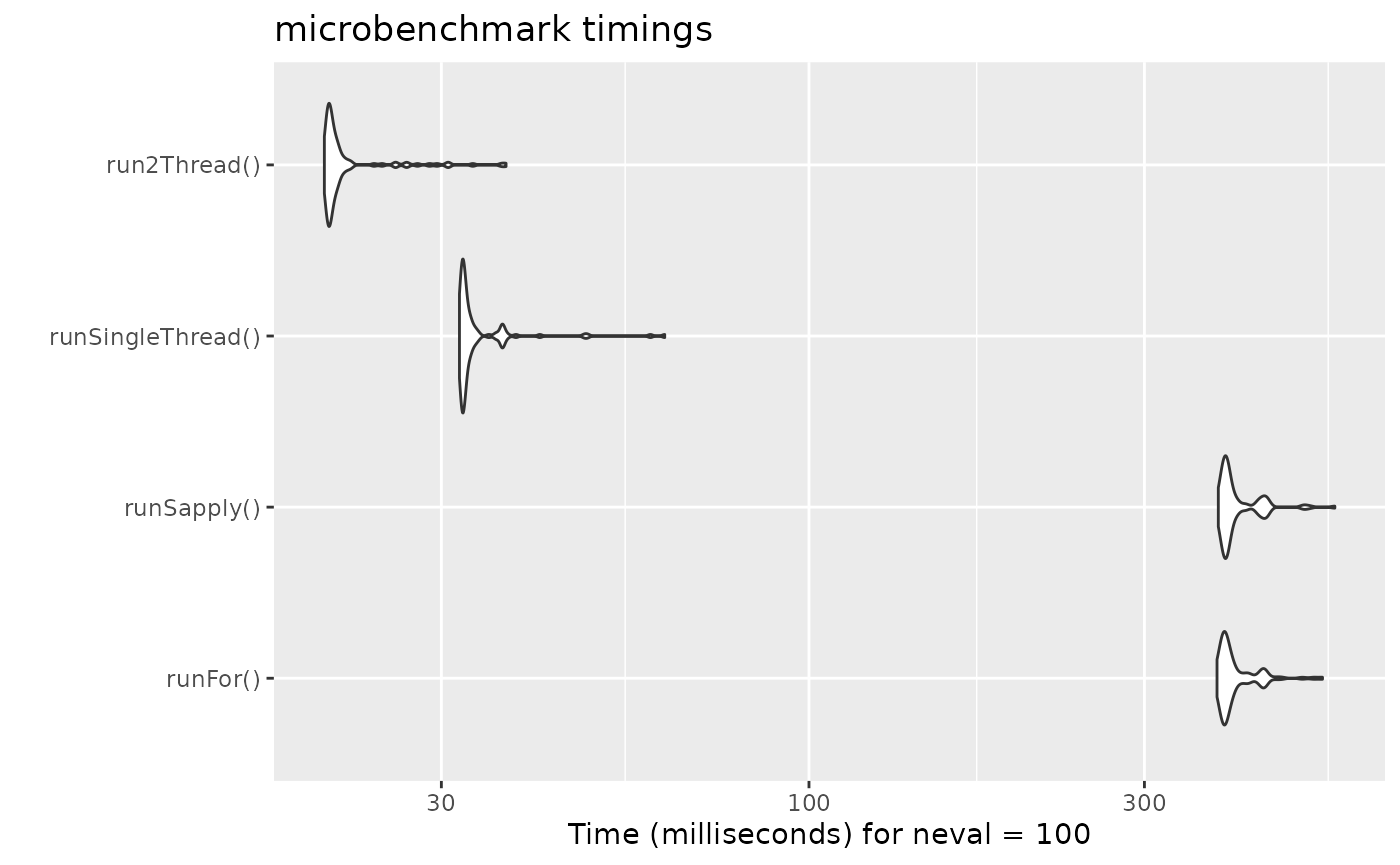 microbenchmark timings
run2Thread()
runSingleThread()
runSapply()
runFor()
30
100
300
Time (milliseconds) for neval = 100